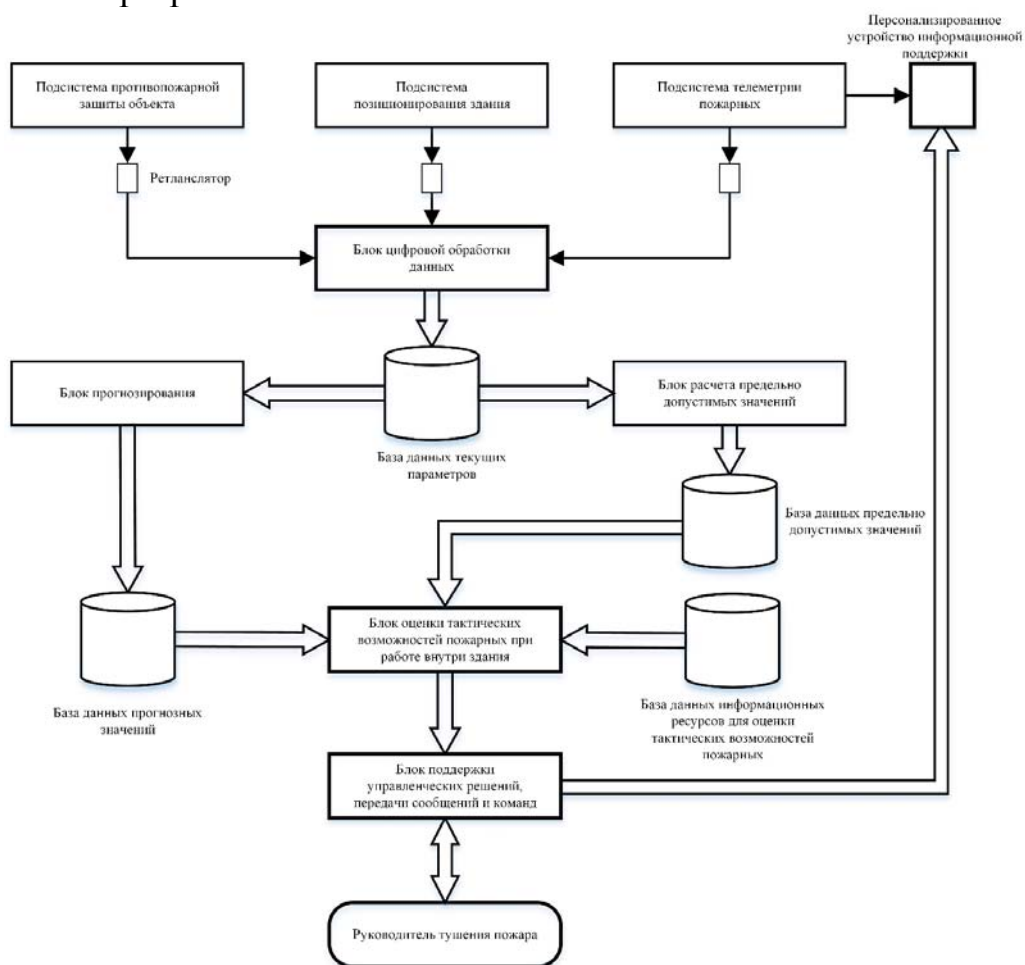 Персонализированное
устройство информационной
поддержки
Подсистема противопожарной
защиты объекта
Подсистема
позиционирования здания
Подсистема телеметрии
пожарных
Ретланслятор
Блок цифровой обработки
данных
Блок прогнозирования
Блок расчета предельно
допустимых значений
База данных текущих
параметров
База данных предельно
допустимых значений
Блок оценки тактических
возможностей пожарных при
работе внутри здания
База данных прогнозных
значений
База данных информационных
ресурсов для оценки
тактических возможностей
пожарных
Блок поддержки
управленческих решений,
передачи сообщений и команд
Руководитель тушения пожара